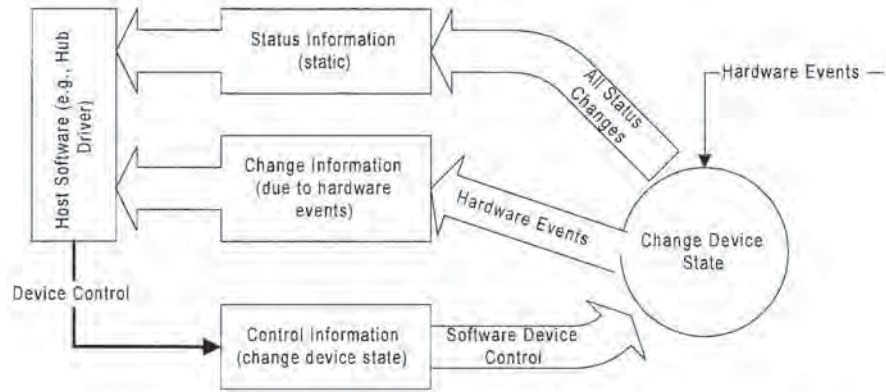 Host Software (e.g., Hub
Driver)
Status Information
(static)
All Status
Changes
Hardware Events
Change Information
(due to hardware
events)
Hardware Events
Change Device
State
Device Control
Control Information
(change device state)
Software Device
Control